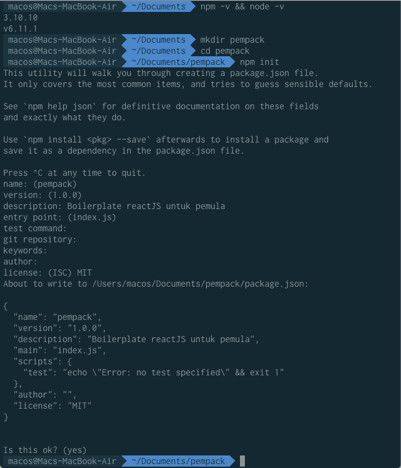 macos@Macs-MacBook-Air ~/Documents npm -v && node -v
3.10.10
v6.11.1
macos@Macs-MacBook-Air ~/Documents mkdir pempack
macos@Macs-MacBook-Air ~/Documents cd pempack
macos@Macs-MacBook-Air ~/Documents/pempack npm init
This utility will walk you through creating a package.json file.
It only covers the most common items, and tries to guess sensible defaults.
See `npm help json` for definitive documentation on these fields
and exactly what they do.
Use `npm install <pkg> --save` afterwards to install a package and
save it as a dependency in the package.json file.
Press ^C at any time to quit.
name: (pempack)
version: (1.0.0)
description: Boilerplate reactJS untuk pemula
entry point: (index.js)
test command:
git repository:
keywords:
author:
license: (ISC) MIT
About to write to /Users/macos/Documents/pempack/package.json:
{
"name": "pempack",
"version": "1.0.0",
"description": "Boilerplate reactJS untuk pemula",
"main": "index.js",
"scripts": {
"test": "echo \"Error: no test specified\" && exit 1"
},
"author": "",
"license": "MIT"
}
Is this ok? (yes)
macos@Macs-MacBook-Air ~/Documents/pempack